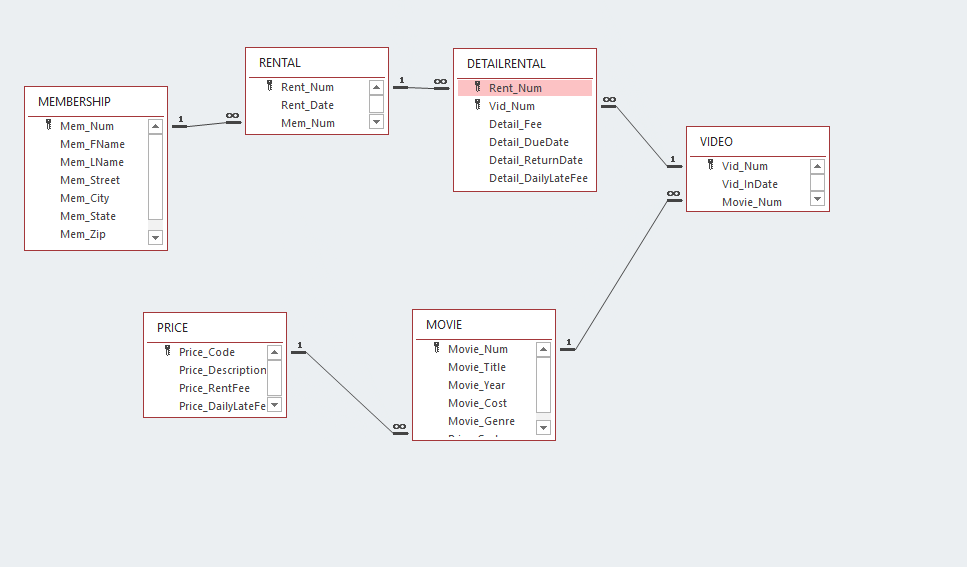 MEMBERSHIP
Mem_Num
Mem_FName
Mem_LName
Mem_Street
Mem_City
Mem_State
Mem_Zip
1
∞
RENTAL
Rent_Num
Rent_Date
Mem_Num
1
∞
DETAILRENTAL
Rent_Num
Vid_Num
Detail_Fee
Detail_DueDate
Detail_ReturnDate
Detail_DailyLateFee
∞
1
VIDEO
Vid_Num
Vid_InDate
Movie_Num
∞
1
PRICE
Price_Code
Price_Description
Price_RentFee
Price_DailyLateFe
1
∞
MOVIE
Movie_Num
Movie_Title
Movie_Year
Movie_Cost
Movie_Genre